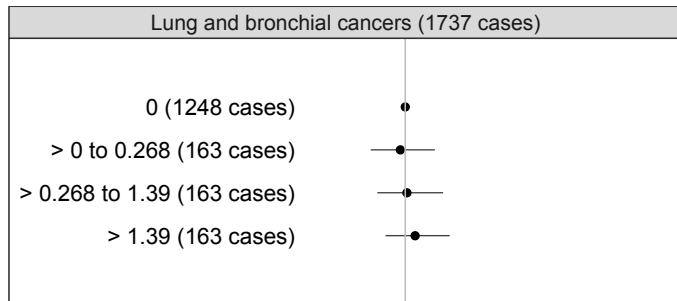 Lung and bronchial cancers (1737 cases)
0 (1248 cases)
> 0 to 0.268 (163 cases)
> 0.268 to 1.39 (163 cases)
> 1.39 (163 cases)